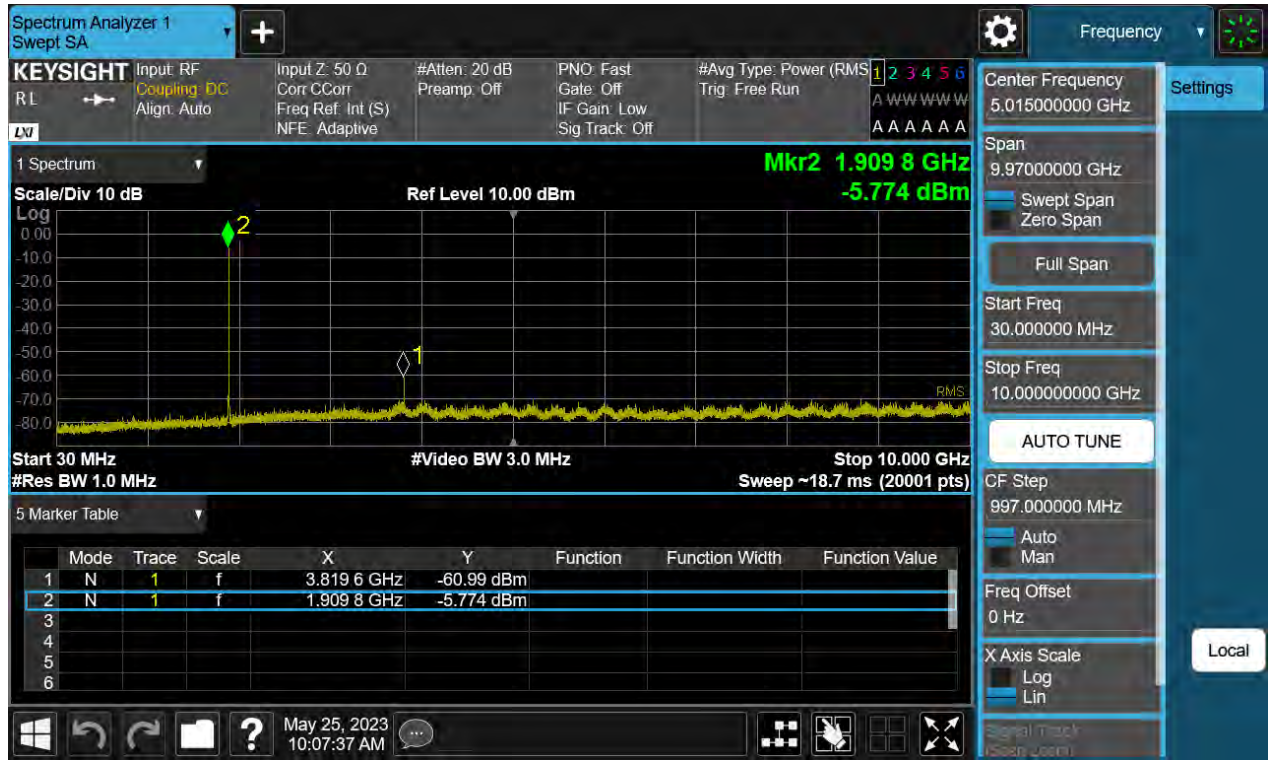 Spectrum Analyzer 1
Swept SA
+
Frequency
KEYSIGHT
RL
LXI
Input: RF
Coupling: DC
Align: Auto
Input Z: 50 Ω
Corr CCorr
Freq Ref: Int (S)
NFE: Adaptive
#Atten: 20 dB
Preamp: Off
PNO: Fast
Gate: Off
IF Gain: Low
Sig Track: Off
#Avg Type: Power (RMS
Trig: Free Run
1 2 3 4 5 6
A W W W W W
A A A A A A
1 Spectrum
Mkr2 1.909 8 GHz
-5.774 dBm
Scale/Div 10 dB
Ref Level 10.00 dBm
Log
0.00
-10.0
-20.0
-30.0
-40.0
-50.0
-60.0
-70.0
-80.0
2
1
RMS
Start 30 MHz
#Video BW 3.0 MHz
Stop 10.000 GHz
#Res BW 1.0 MHz
Sweep ~18.7 ms (20001 pts)
5 Marker Table
Mode Trace Scale X Y Function Function Width Function Value
1 N 1 f 3.819 6 GHz -60.99 dBm
2 N 1 f 1.909 8 GHz -5.774 dBm
3
4
5
6
?
May 25, 2023
10:07:37 AM
Center Frequency
5.015000000 GHz
Settings
Span
9.97000000 GHz
Swept Span
Zero Span
Full Span
Start Freq
30.000000 MHz
Stop Freq
10.000000000 GHz
AUTO TUNE
CF Step
997.000000 MHz
Auto
Man
Freq Offset
0 Hz
X Axis Scale
Log
Lin
Local
Signal Track
(Span Zoom)